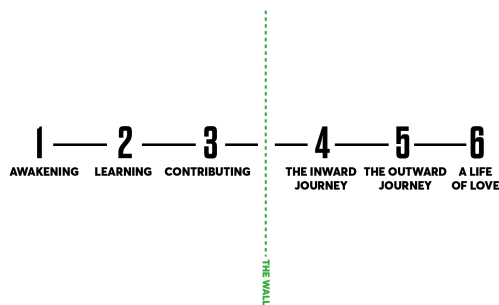 1 2 3 4 5 6
AWAKENING LEARNING CONTRIBUTING THE INWARD THE OUTWARD A LIFE
JOURNEY JOURNEY OF LOVE
THE WALL